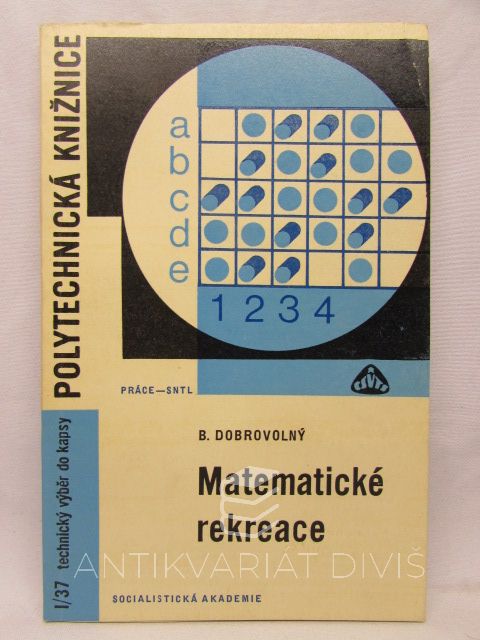 POLYTECHNICKÁ KNIŽNICE
I/37 technický výběr do kapsy
a
b
c
d
e
1 2 3 4
PRÁCE—SNTL
B. DOBROVOLNÝ
Matematické
rekreace
ANTIKVARIÁT DIVIŠ
SOCIALISTICKÁ AKADEMIE